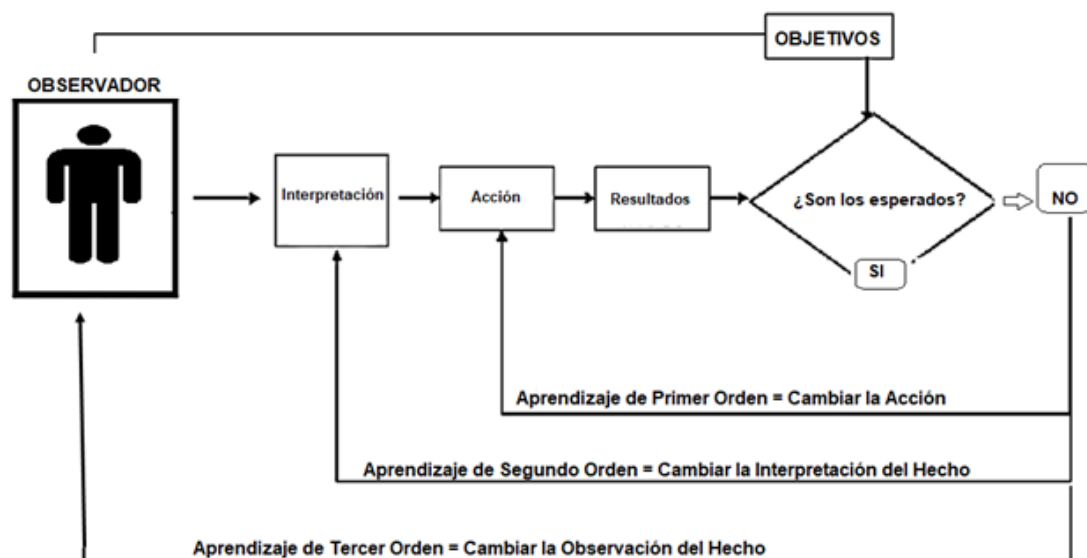 OBJETIVOS
OBSERVADOR
Interpretación
Acción
Resultados
¿Son los esperados?
NO
SI
Aprendizaje de Primer Orden = Cambiar la Acción
Aprendizaje de Segundo Orden = Cambiar la Interpretación del Hecho
Aprendizaje de Tercer Orden = Cambiar la Observación del Hecho